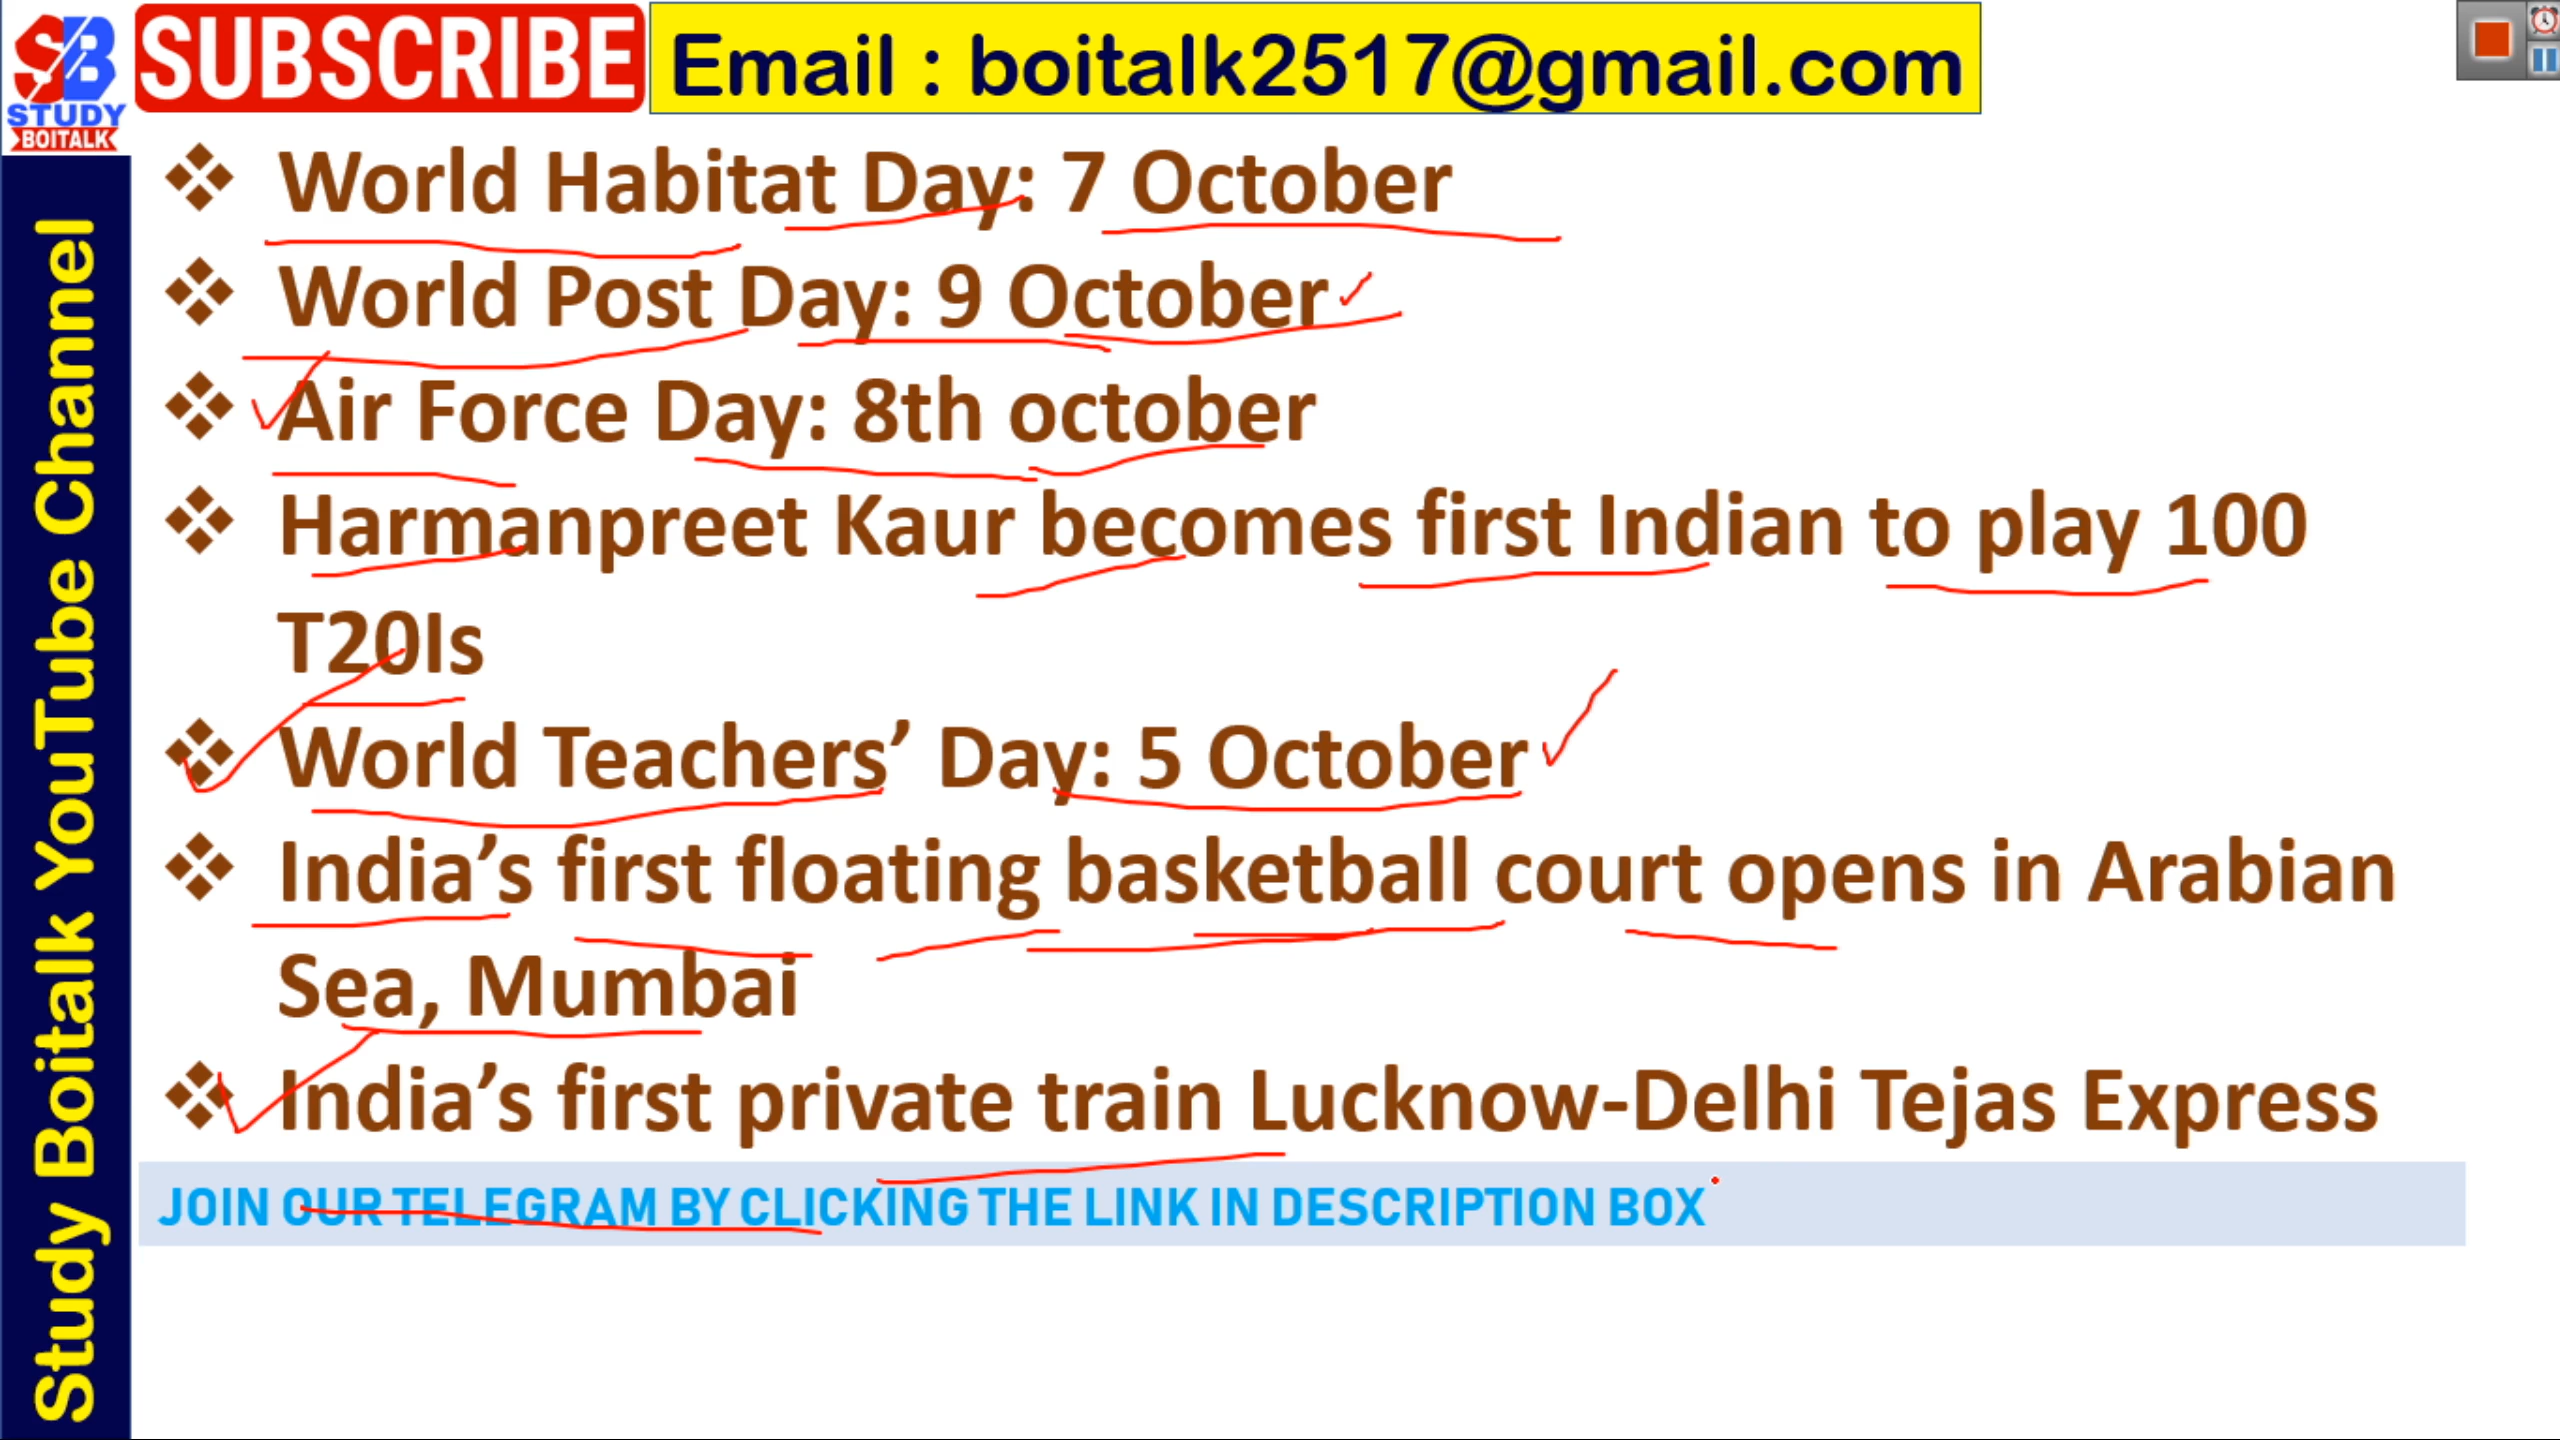 SB
STUDY
BOITALK
SUBSCRIBE
Email : boitalk2517@gmail.com
Study Boitalk YouTube Channel
❖ World Habitat Day: 7 October
❖ World Post Day: 9 October
❖ Air Force Day: 8th october
❖ Harmanpreet Kaur becomes first Indian to play 100
T20Is
❖ World Teachers’ Day: 5 October
❖ India’s first floating basketball court opens in Arabian
Sea, Mumbai
❖ India’s first private train Lucknow-Delhi Tejas Express
JOIN OUR TELEGRAM BY CLICKING THE LINK IN DESCRIPTION BOX